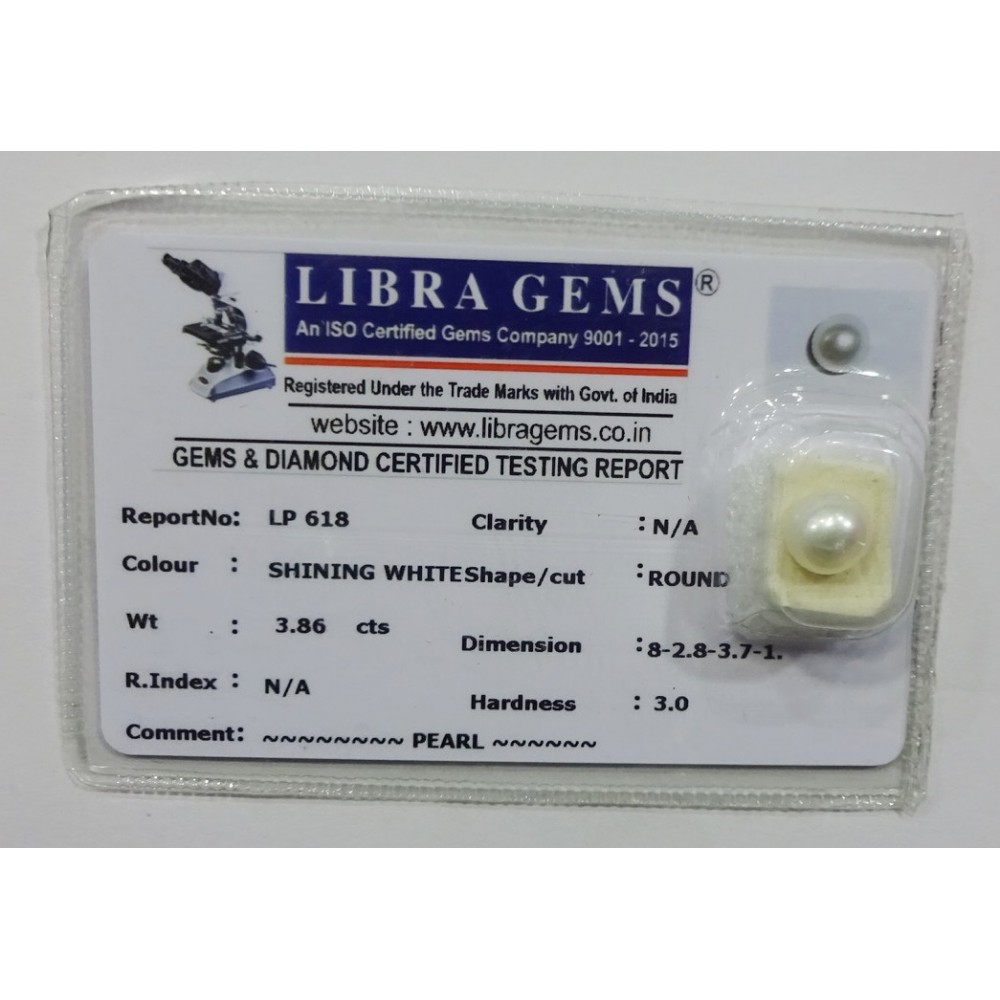 LIBRA GEMS ®
An ISO Certified Gems Company 9001 - 2015
Registered Under the Trade Marks with Govt. of India
website : www.libragems.co.in
GEMS & DIAMOND CERTIFIED TESTING REPORT
ReportNo: LP 618 Clarity : N/A
Colour : SHINING WHITE Shape/cut : ROUND
Wt : 3.86 cts Dimension : 8-2.8-3.7-1.
R.Index : N/A Hardness : 3.0
Comment: ~~~~~~~~ PEARL ~~~~~~